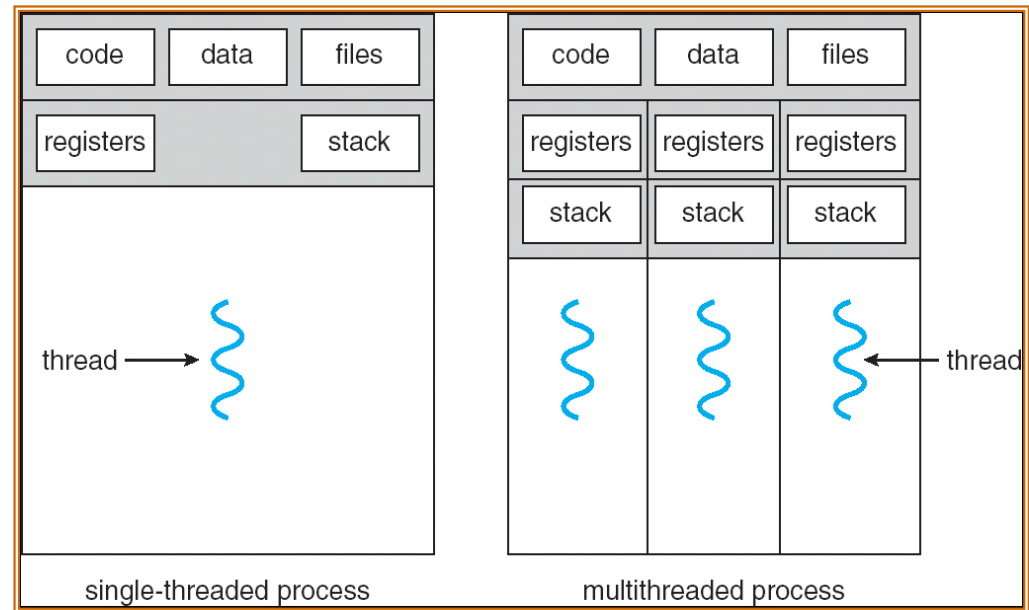 code data files
registers stack
thread
single-threaded process
code data files
registers registers registers
stack stack stack
thread
multithreaded process